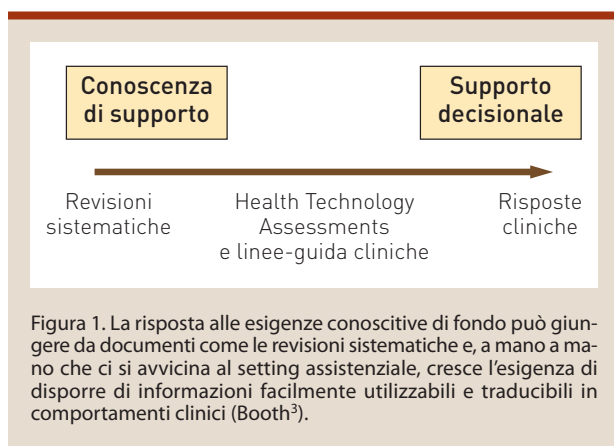 Conoscenza
di supporto
Supporto
decisionale
Revisioni
sistematiche
Health Technology
Assessments
e linee-guida cliniche
Risposte
cliniche
Figura 1. La risposta alle esigenze conoscitive di fondo può giun-
gere da documenti come le revisioni sistematiche e, a mano a ma-
no che ci si avvicina al setting assistenziale, cresce l'esigenza di
disporre di informazioni facilmente utilizzabili e traducibili in
comportamenti clinici (Booth³).